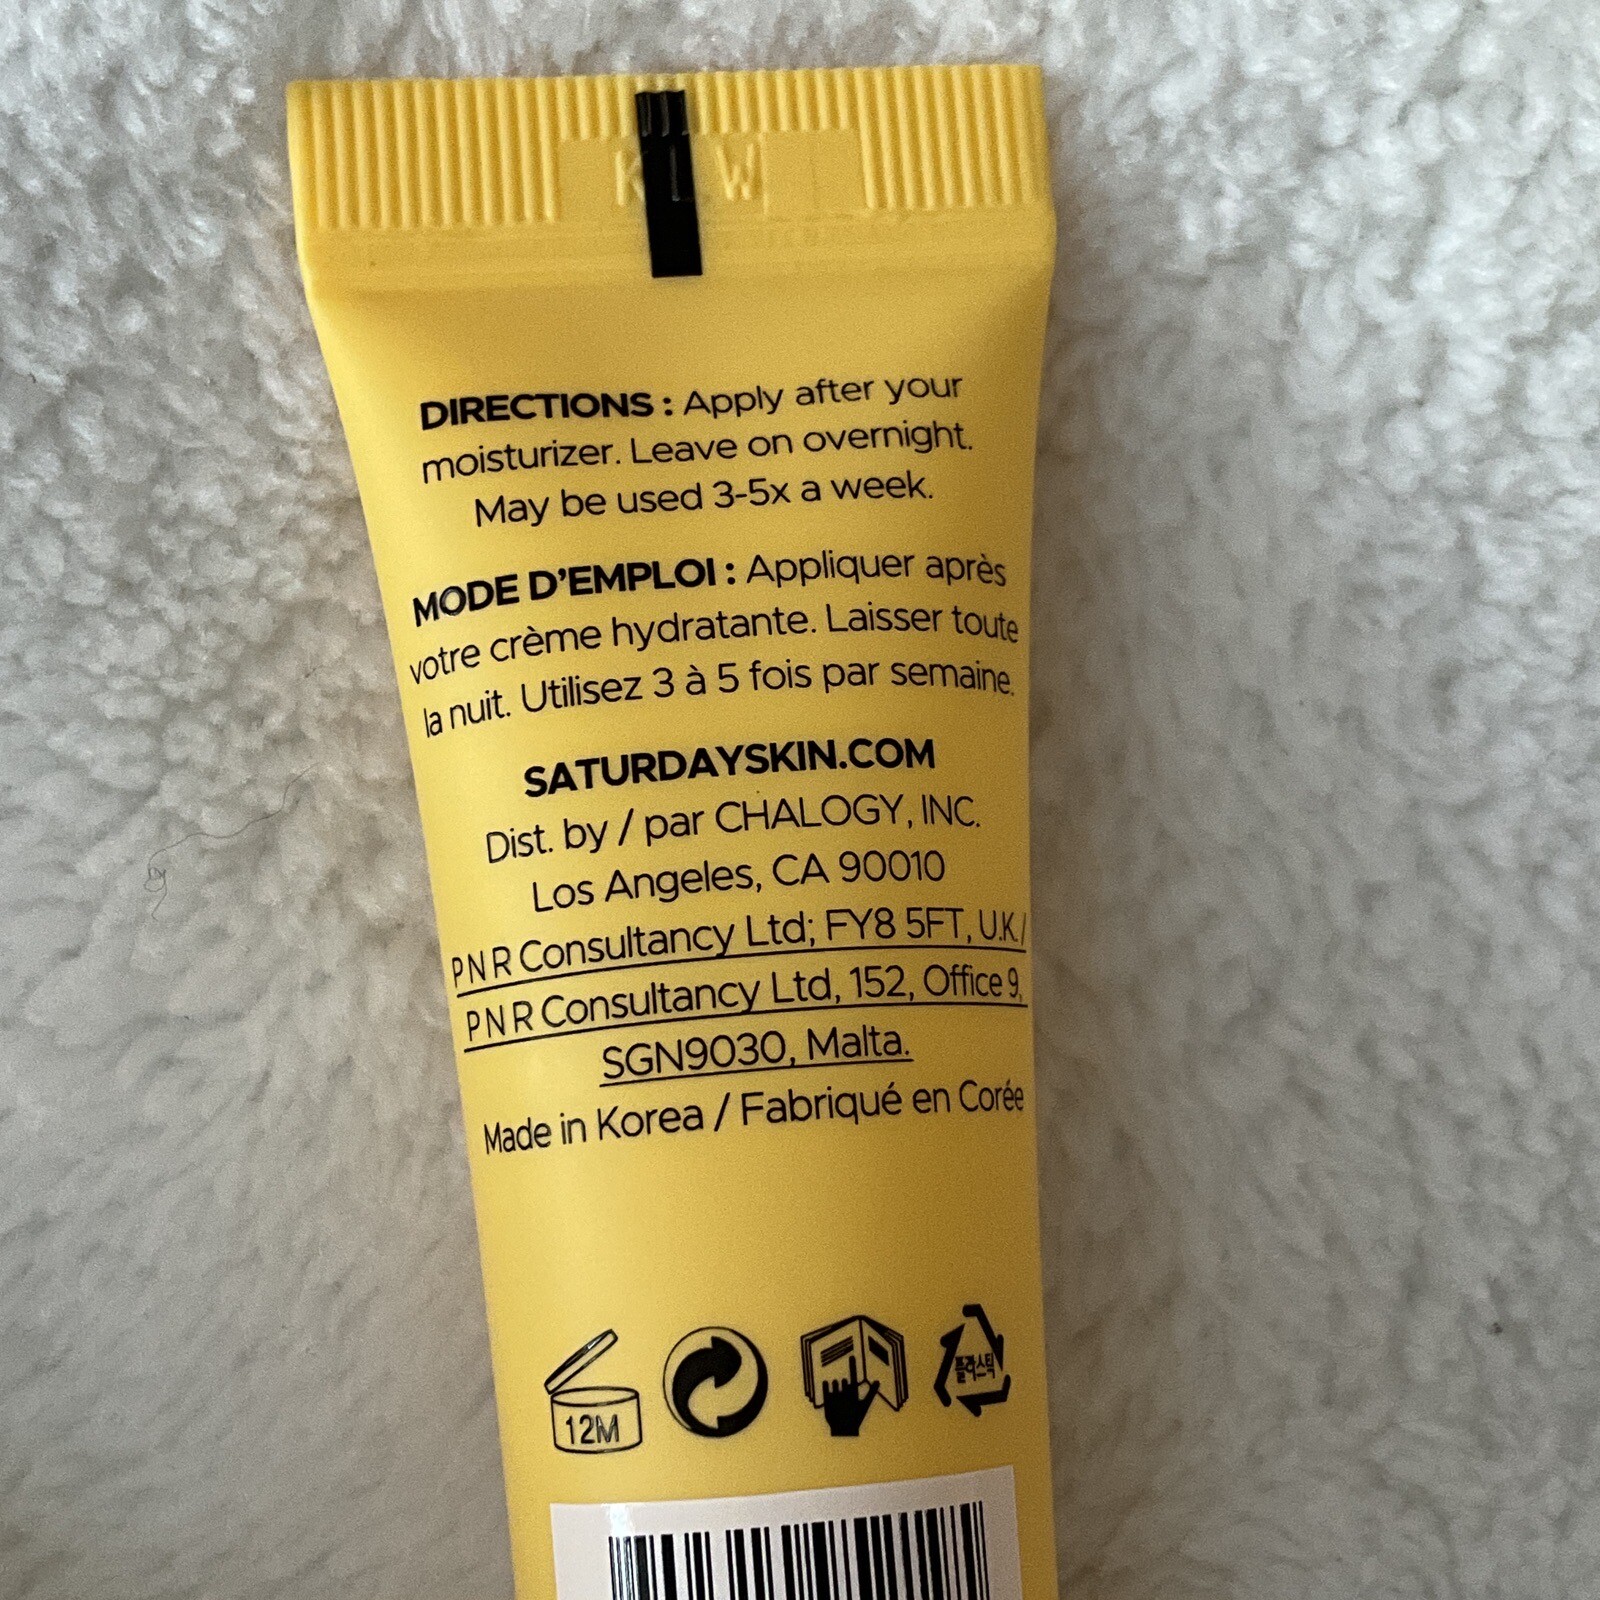 K I W
DIRECTIONS : Apply after your
moisturizer. Leave on overnight.
May be used 3-5x a week.
MODE D'EMPLOI : Appliquer après
votre crème hydratante. Laisser toute
la nuit. Utilisez 3 à 5 fois par semaine.
SATURDAYSKIN.COM
Dist. by / par CHALOGY, INC.
Los Angeles, CA 90010
PNR Consultancy Ltd; FY8 5FT, U.K./
PNR Consultancy Ltd, 152, Office 9,
SGN9030, Malta.
Made in Korea / Fabriqué en Corée
12M
플라스틱